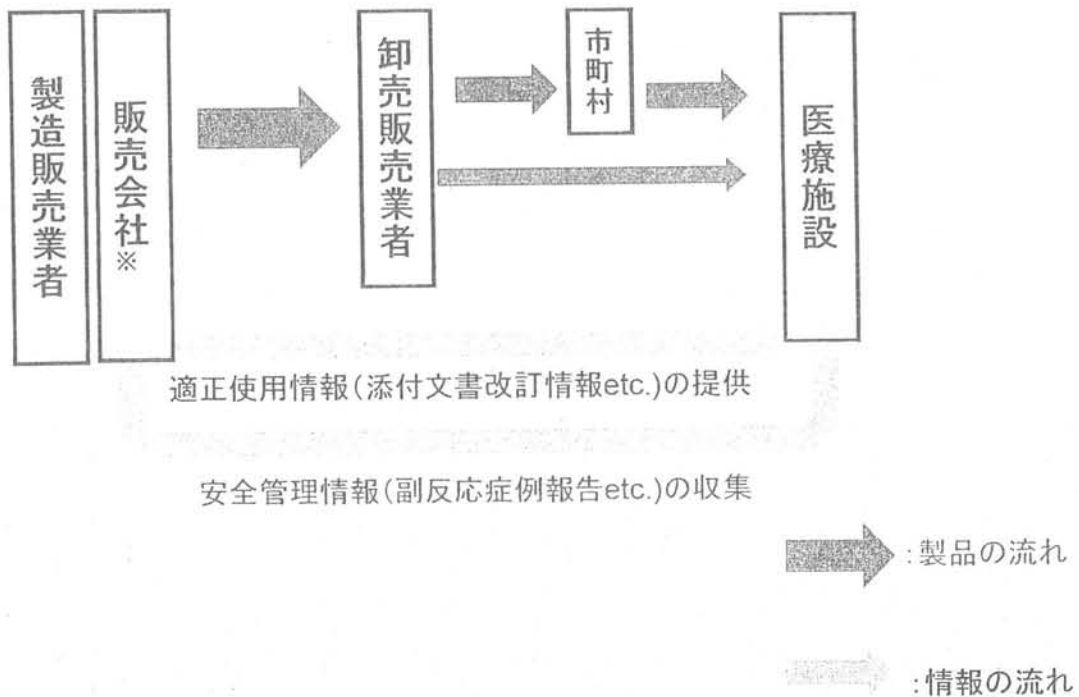 製造販売業者
販売会社※
卸売販売業者
市町村
医療施設
適正使用情報(添付文書改訂情報etc.)の提供
安全管理情報(副反応症例報告etc.)の収集
:製品の流れ
:情報の流れ